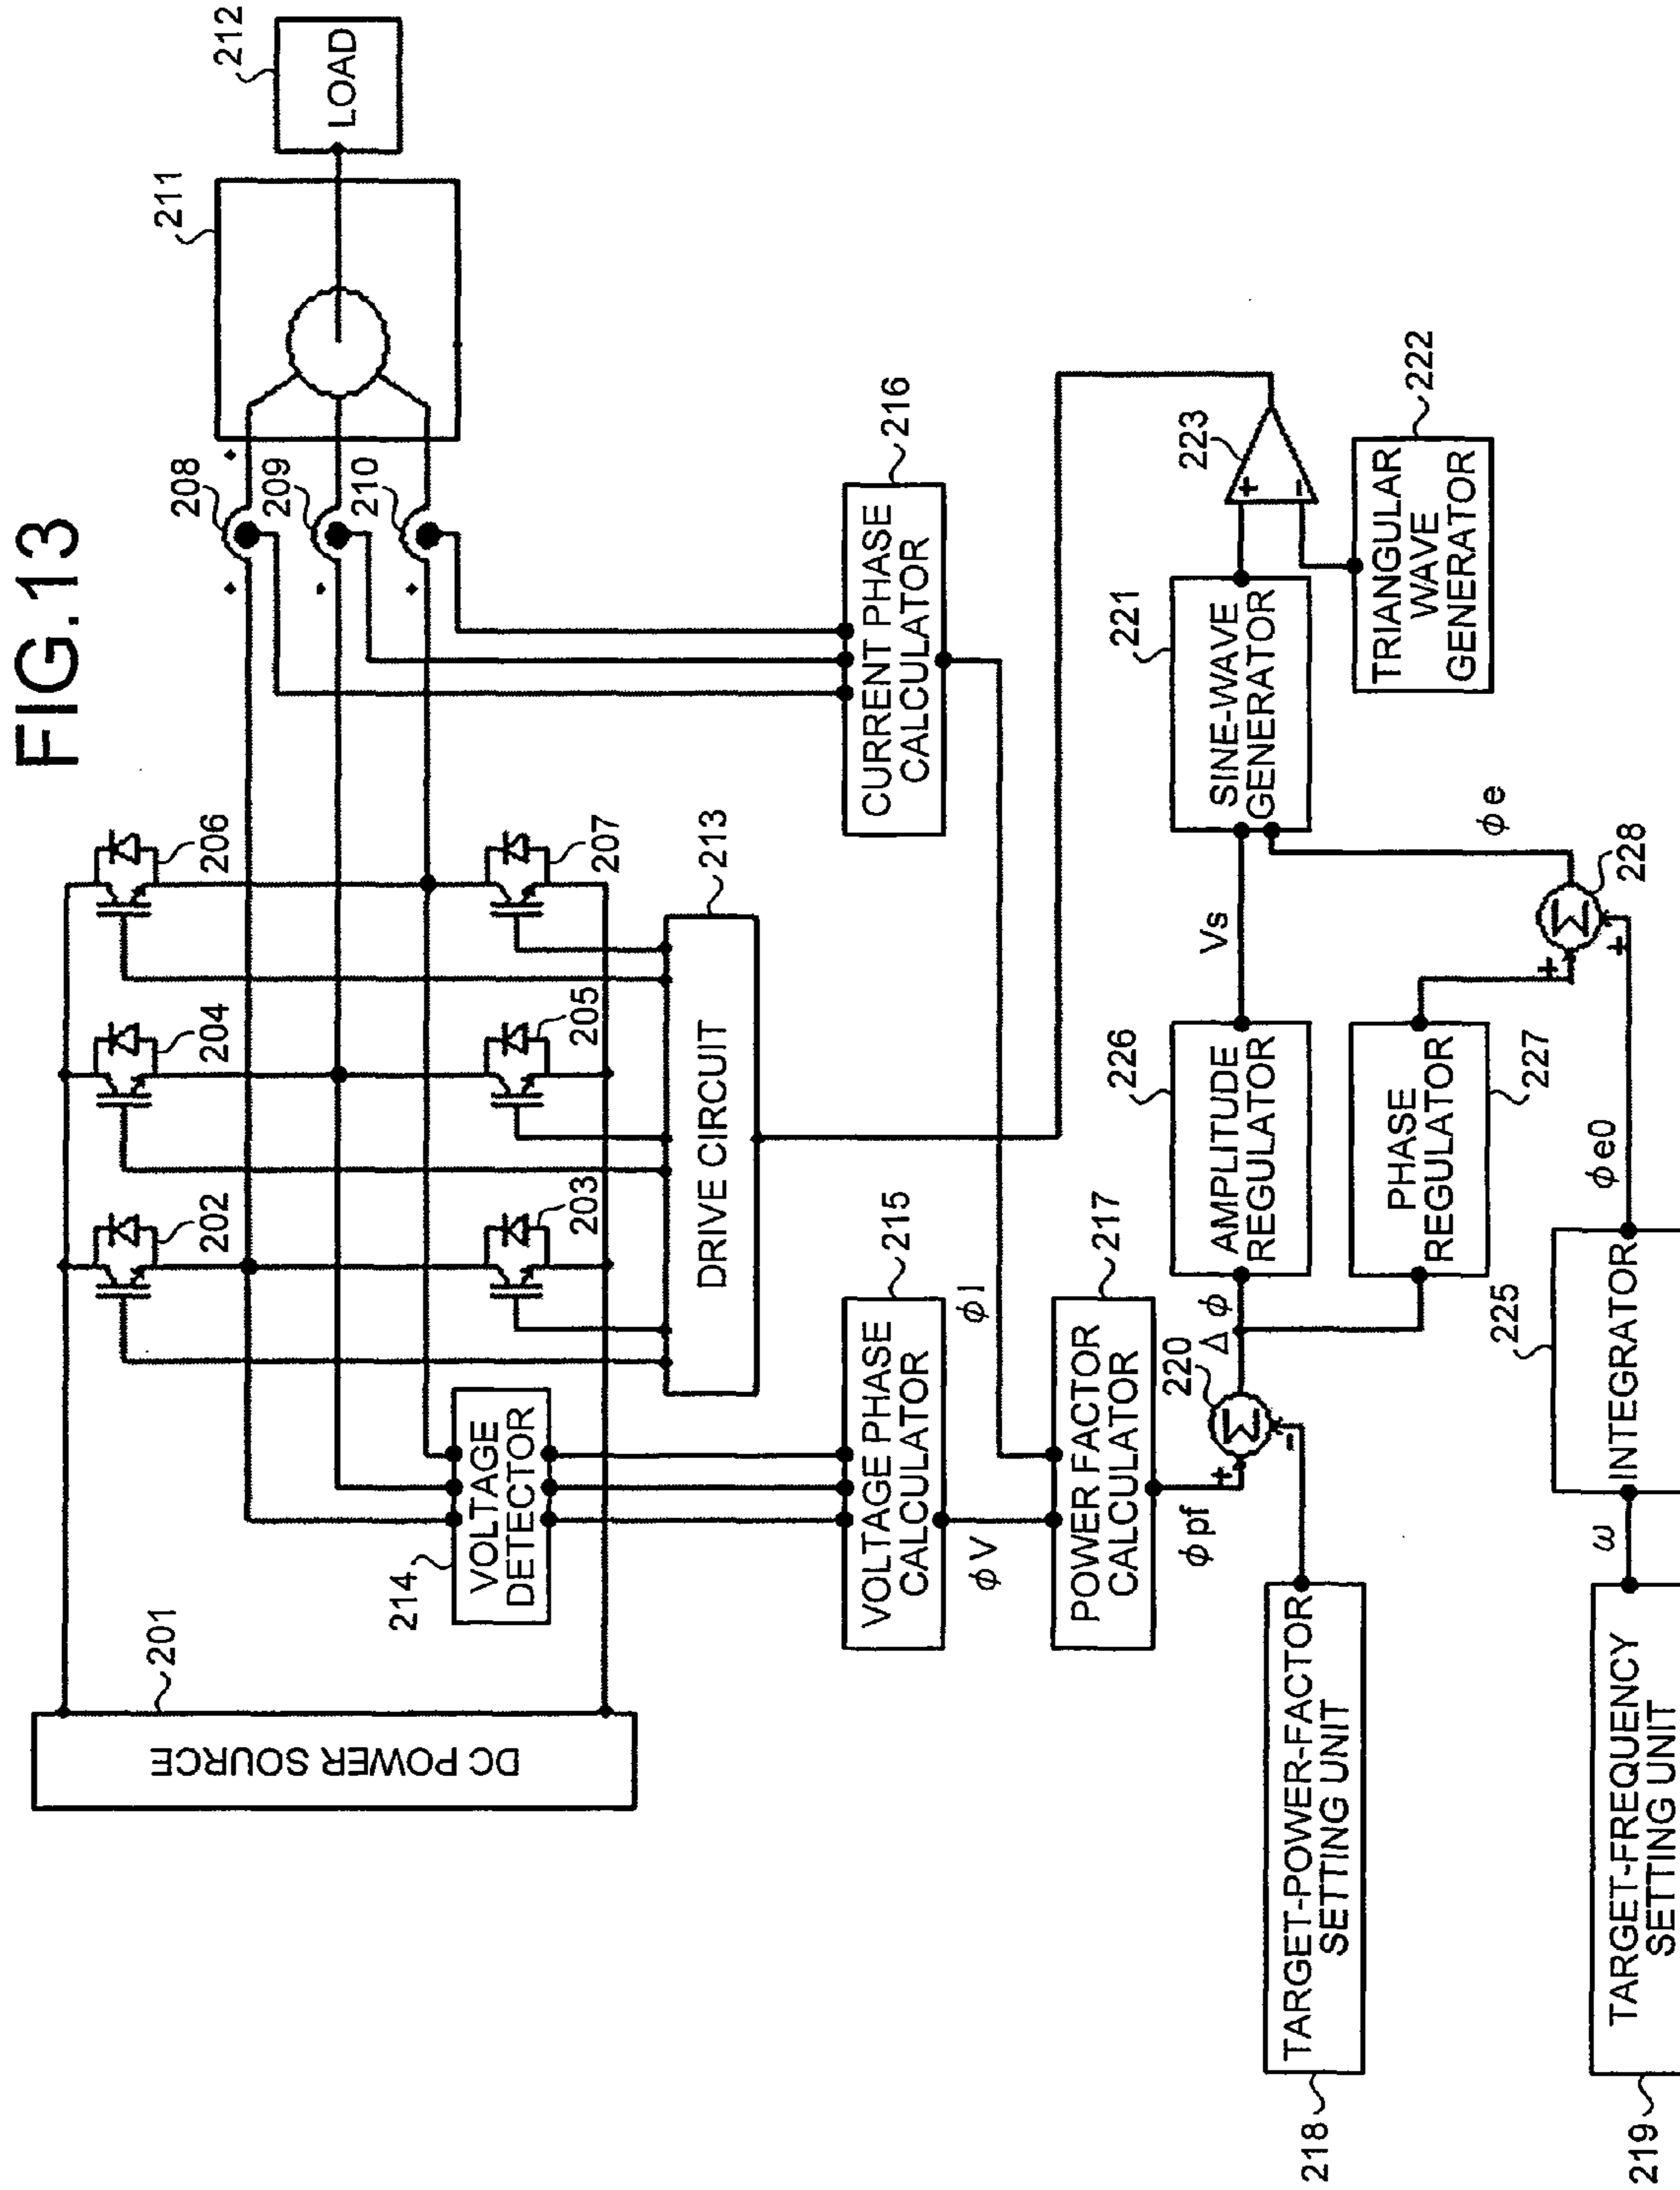 FIG.13
212
LOAD
211
208
209
210
206
207
204
205
202
203
213
DRIVE CIRCUIT
201
DC POWER SOURCE
214
VOLTAGE
DETECTOR
216
CURRENT PHASE
CALCULATOR
215
VOLTAGE PHASE
CALCULATOR
ϕV
ϕI
217
POWER FACTOR
CALCULATOR
ϕpf
+
-
220
Δϕ
218
TARGET-POWER-FACTOR
SETTING UNIT
226
AMPLITUDE
REGULATOR
Vs
221
SINE-WAVE
GENERATOR
223
+
-
222
TRIANGULAR
WAVE
GENERATOR
PHASE
REGULATOR
227
Σ
Σ
+
+
228
ϕe
219
TARGET-FREQUENCY
SETTING UNIT
ω
225
INTEGRATOR
ϕe0